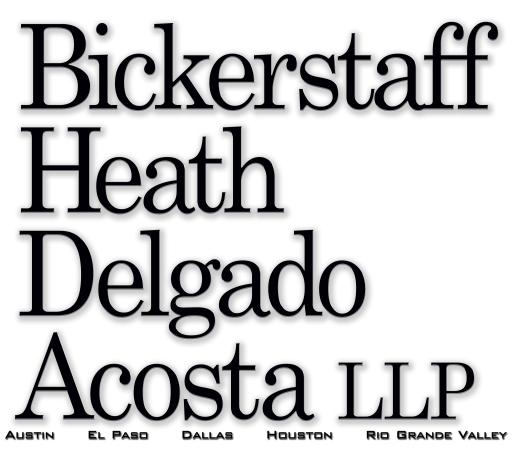 Bickerstaff
Heath
Delgado
Acosta LLP
Austin El Paso Dallas Houston Rio Grande Valley